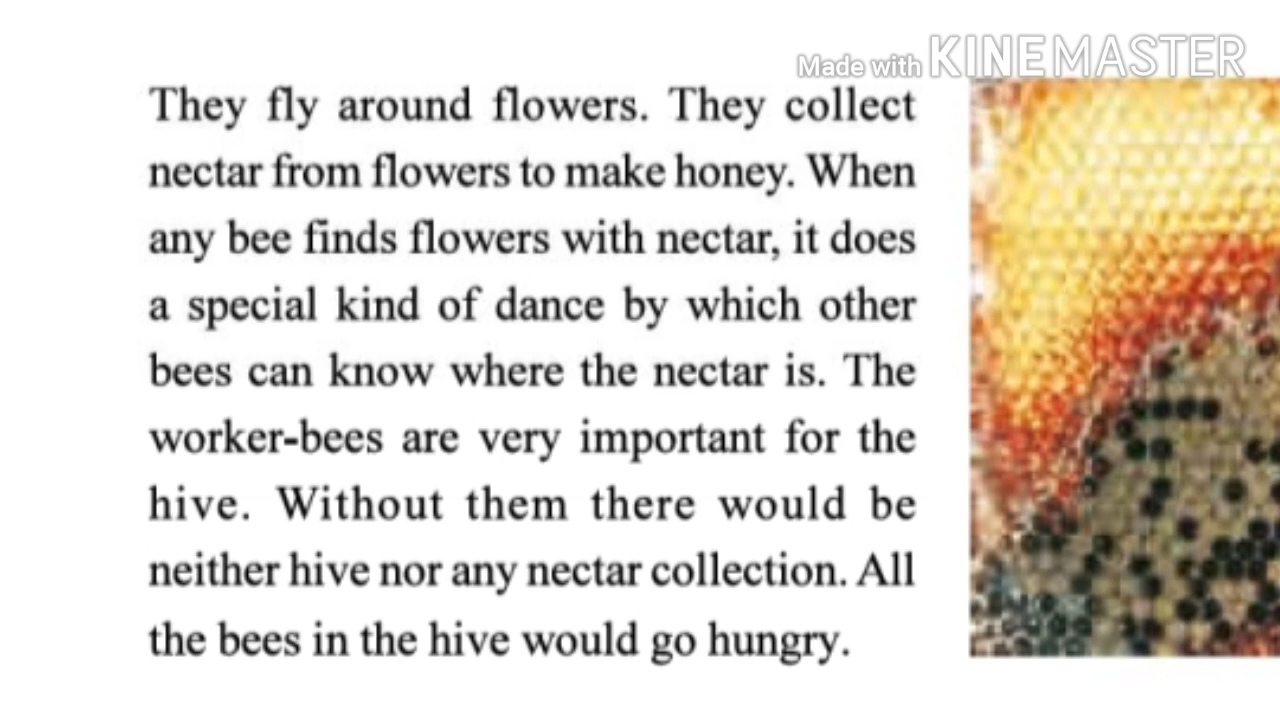 Made with KINEMASTER
They fly around flowers. They collect
nectar from flowers to make honey. When
any bee finds flowers with nectar, it does
a special kind of dance by which other
bees can know where the nectar is. The
worker-bees are very important for the
hive. Without them there would be
neither hive nor any nectar collection. All
the bees in the hive would go hungry.